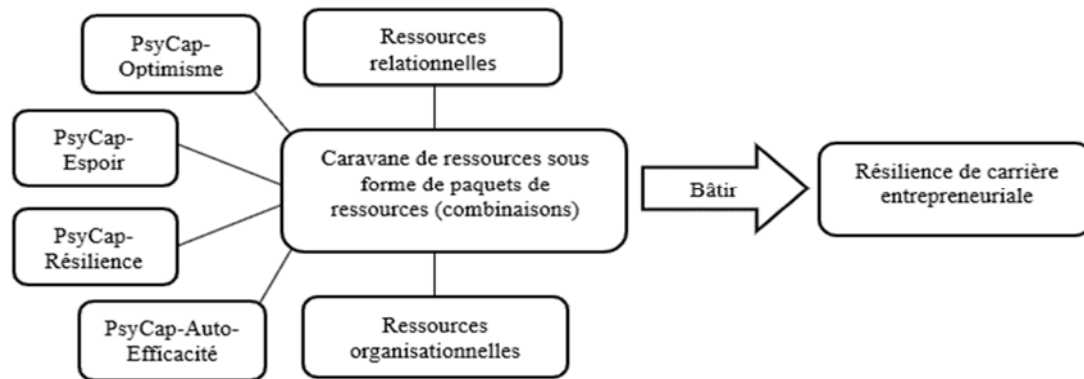 PsyCap-
Optimisme
Ressources
relationnelles
PsyCap-
Espoir
Caravane de ressources sous
forme de paquets de
ressources (combinaisons)
Bâtir
Résilience de carrière
entrepreneuriale
PsyCap-
Résilience
PsyCap-Auto-
Efficacité
Ressources
organisationnelles